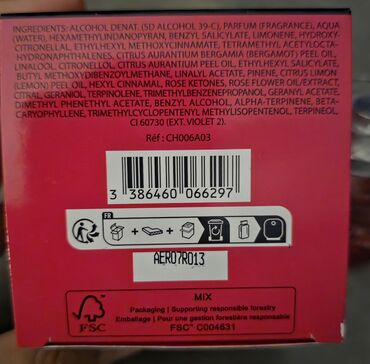 INGREDIENTS: ALCOHOL DENAT. (SD ALCOHOL 39-C), PARFUM (FRAGRANCE), AQUA
(WATER), HEXAMETHYLINDANOPYRAN, BENZYL SALICYLATE, LIMONENE, HYDROXY-
CITRONELLAL, ETHYLHEXYL METHOXYCINNAMATE, TETRAMETHYL ACETYLOCTA-
HYDRONAPHTHALENES, CITRUS AURANTIUM BERGAMIA (BERGAMOT) PEEL OIL,
LINALOOL CITRONELLOL, CITRUS AURANTIUM PEEL OIL, ETHYLHEXYL SALICYLATE,
BUTYL METHOXYDIBENZOYLMETHANE, LINALYL ACETATE, PINENE, CITRUS LIMON
(LEMON) PEEL OIL, HEXYL CINNAMAL, ROSE KETONES, ROSE FLOWER OIL/EXTRACT,
CITRAL, GERANIOL, TERPINOLENE, TRIMETHYLBENZENEPROPANOL, GERANYL ACETATE,
DIMETHYL PHENETHYL ACETATE, BENZYL ALCOHOL, ALPHA-TERPINENE, BETA-
CARYOPHYLLENE, TRIMETHYLCYCLOPENTENYL METHYLISOPENTENOL, TERPINEOL,
CI 60730 (EXT. VIOLET 2).
Réf : CH006A03
3 386460 066297
FR
AER07R013
MIX
Packaging | Supporting responsible forestry
Emballage | Pour une gestion forestière responsable
FSC™ C004631
FSC